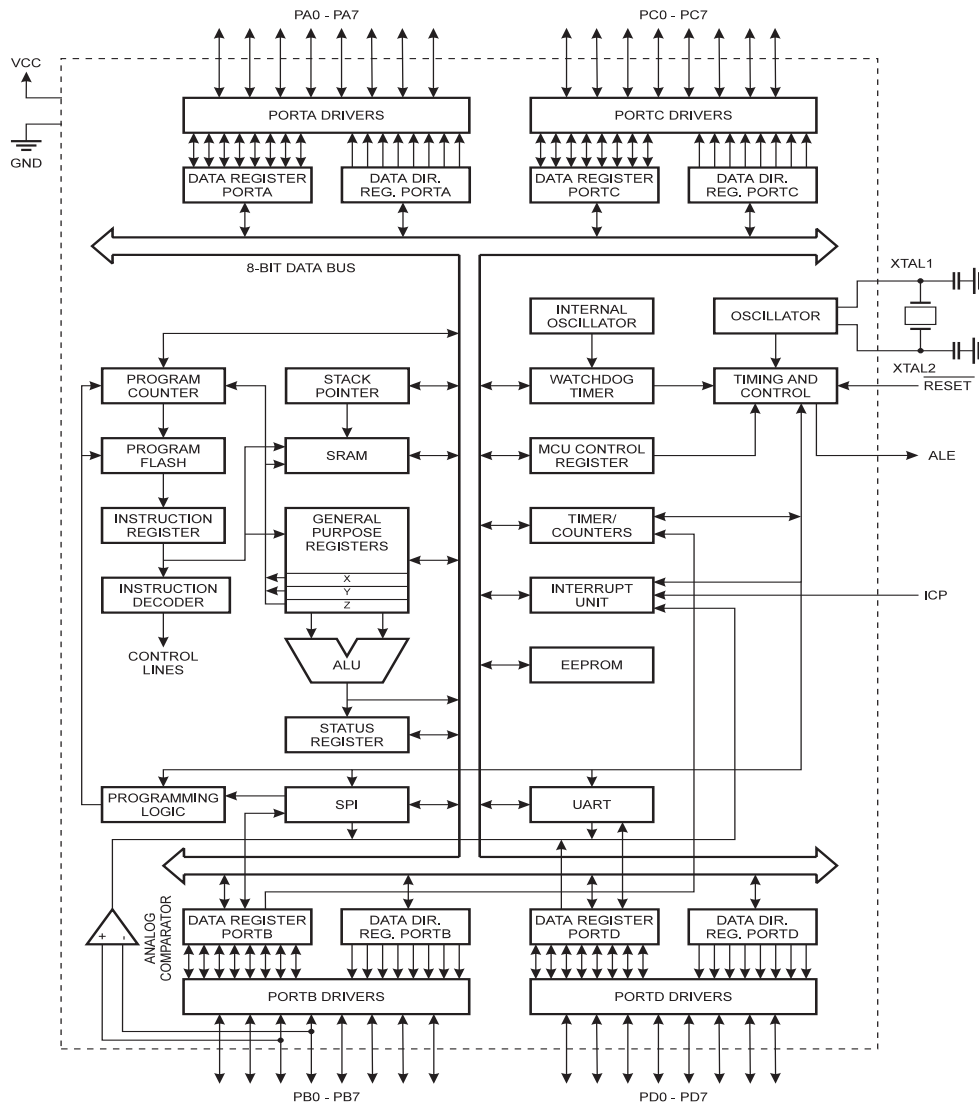 PA0 - PA7
PC0 - PC7
VCC
GND
PORTA DRIVERS
PORTC DRIVERS
DATA REGISTER
PORTA
DATA DIR.
REG. PORTA
DATA REGISTER
PORTC
DATA DIR.
REG. PORTC
8-BIT DATA BUS
XTAL1
INTERNAL
OSCILLATOR
OSCILLATOR
XTAL2
PROGRAM
COUNTER
STACK
POINTER
WATCHDOG
TIMER
TIMING AND
CONTROL
RESET
PROGRAM
FLASH
SRAM
MCU CONTROL
REGISTER
ALE
INSTRUCTION
REGISTER
GENERAL
PURPOSE
REGISTERS
X
Y
Z
TIMER/
COUNTERS
INSTRUCTION
DECODER
INTERRUPT
UNIT
ICP
CONTROL
LINES
ALU
EEPROM
STATUS
REGISTER
PROGRAMMING
LOGIC
SPI
UART
ANALOG
COMPARATOR
+
-
DATA REGISTER
PORTB
DATA DIR.
REG. PORTB
DATA REGISTER
PORTD
DATA DIR.
REG. PORTD
PORTB DRIVERS
PORTD DRIVERS
PB0 - PB7
PD0 - PD7